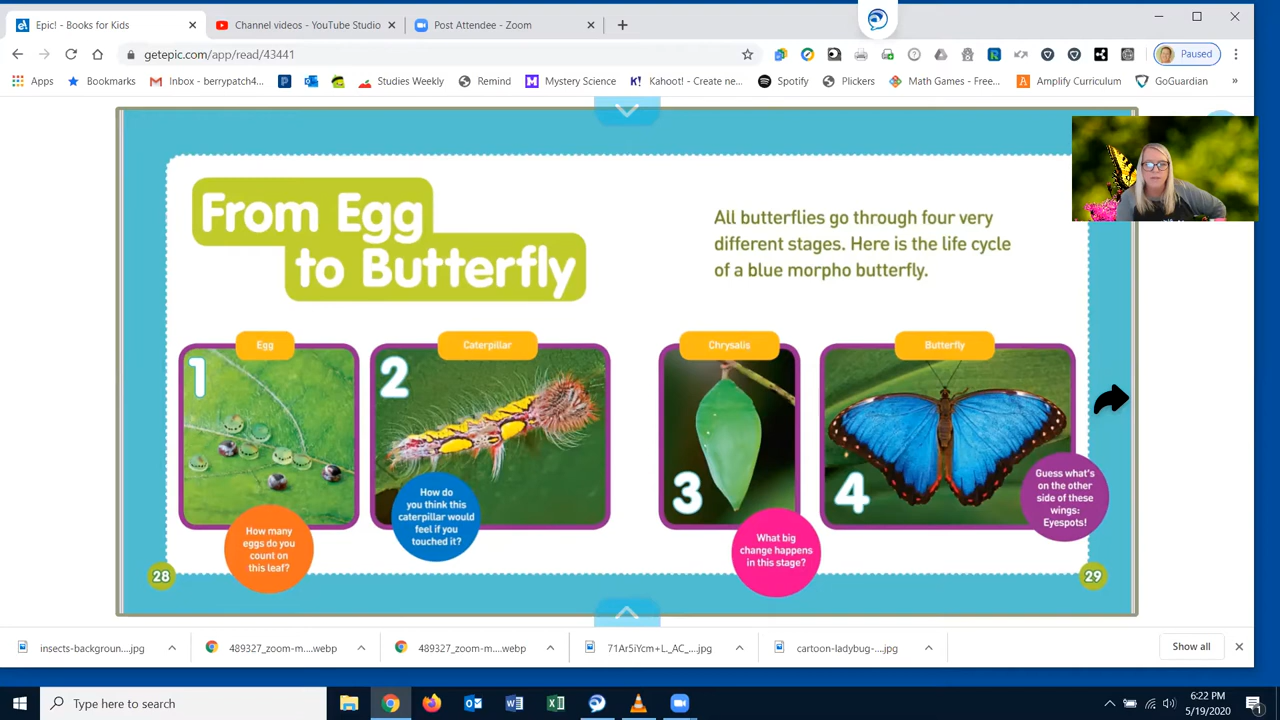 Epic! - Books for Kids
Channel videos - YouTube Studio
Post Attendee - Zoom
getepic.com/app/read/43441
Paused
Apps
Bookmarks
Inbox - berrypatch4...
Studies Weekly
Remind
Mystery Science
Kahoot! - Create ne...
Spotify
Plickers
Math Games - Free...
Amplify Curriculum
GoGuardian
From Egg
to Butterfly
All butterflies go through four very
different stages. Here is the life cycle
of a blue morpho butterfly.
Egg
1
How many
eggs do you
count on
this leaf?
Caterpillar
2
How do
you think this
caterpillar would
feel if you
touched it?
Chrysalis
3
What big
change happens
in this stage?
Butterfly
4
Guess what's
on the other
side of these
wings:
Eyespots!
28
29
insects-backgroun....jpg
489327_zoom-m....webp
489327_zoom-m....webp
71Ar5iYcm+L._AC_....jpg
cartoon-ladybug-....jpg
Show all
Type here to search
6:22 PM
5/19/2020
1